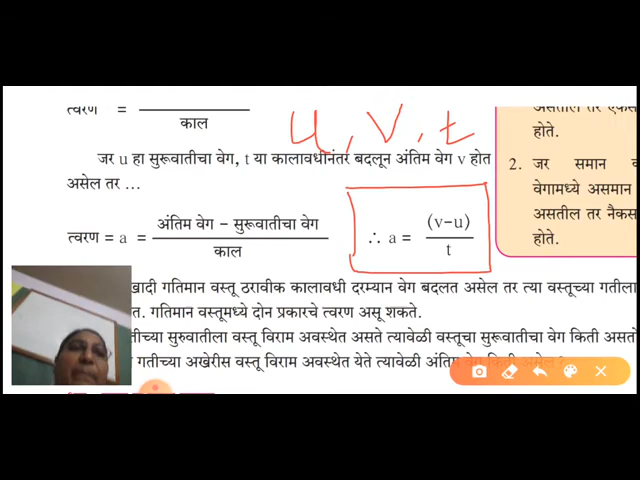 त्वरण =
काल
u, v, t
जर u हा सुरूवातीचा वेग, t या कालावधीनंतर बदलून अंतिम वेग v होत
असेल तर ...
त्वरण = a = अंतिम वेग – सुरूवातीचा वेग / काल
∴ a = (v–u) / t
गतिमान वस्तू ठरावीक कालावधी दरम्यान वेग बदलत असेल तर त्या वस्तूच्या गतीला
गतिमान वस्तूमध्ये दोन प्रकारचे त्वरण असू शकते.
सुरुवातीला वस्तू विराम अवस्थेत असते त्यावेळी वस्तूचा सुरूवातीचा वेग किती
गतीच्या अखेरीस वस्तू विराम अवस्थेत येते त्यावेळी अंतिम वेग किती असेल ?
असतील तर
होते.
2. जर समान
वेगामध्ये असमान
असतील तर
होते.